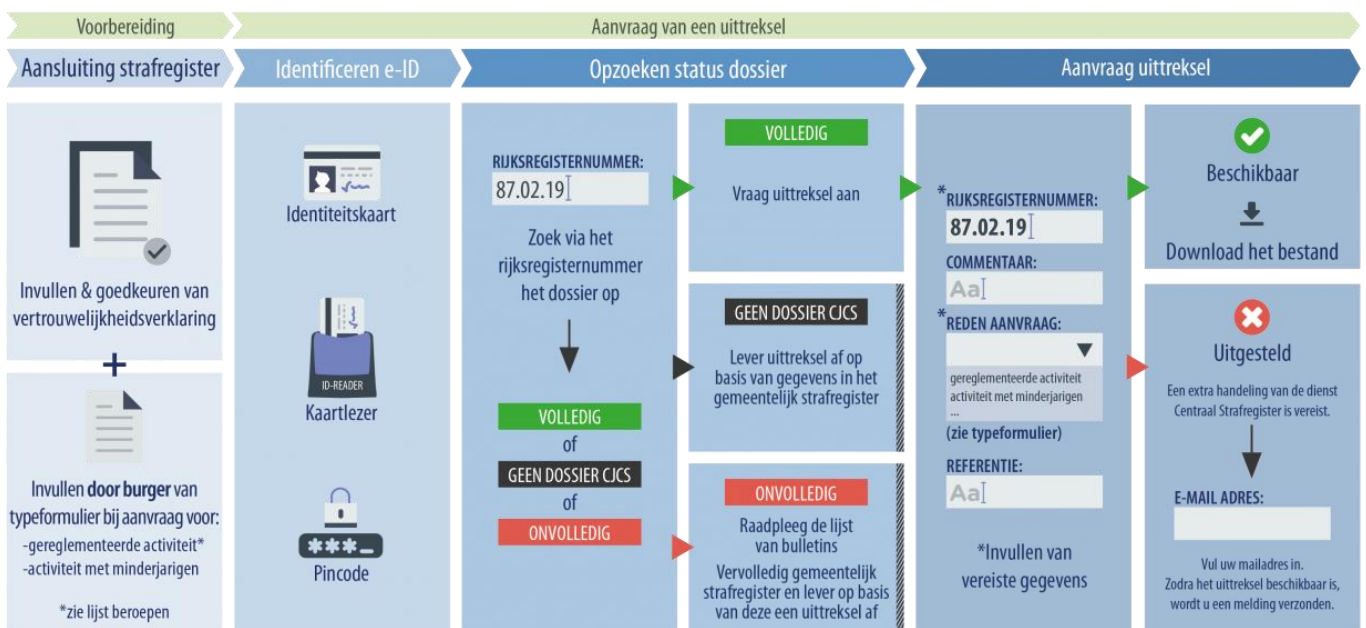 Voorbereiding
Aanvraag van een uittreksel
Aansluiting strafregister
Identificeren e-ID
Opzoeken status dossier
Aanvraag uittreksel
Invullen & goedkeuren van
vertrouwelijkheidsverklaring
+
Invullen door burger van
typeformulier bij aanvraag voor:
-gereglementeerde activiteit*
-activiteit met minderjarigen
*zie lijst beroepen
Identiteitskaart
ID-READER
Kaartlezer
***_
Pincode
RIJKSREGISTERNUMMER:
87.02.19
Zoek via het
rijksregisternummer
het dossier op
VOLLEDIG
of
GEEN DOSSIER CJCS
of
ONVOLLEDIG
VOLLEDIG
Vraag uittreksel aan
GEEN DOSSIER CJCS
Lever uittreksel af op
basis van gegevens in het
gemeentelijk strafregister
ONVOLLEDIG
Raadpleeg de lijst
van bulletins
Vervolledig gemeentelijk
strafregister en lever op basis
van deze een uittreksel af
*RIJKSREGISTERNUMMER:
87.02.19
COMMENTAAR:
Aa
*REDEN AANVRAAG:
gereglementeerde activiteit
activiteit met minderjarigen
...
(zie typeformulier)
REFERENTIE:
Aa
*Invullen van
vereiste gegevens
Beschikbaar
Download het bestand
Uitgesteld
Een extra handeling van de dienst
Centraal Strafregister is vereist.
E-MAIL ADRES:
Vul uw mailadres in.
Zodra het uittreksel beschikbaar is,
wordt u een melding verzonden.